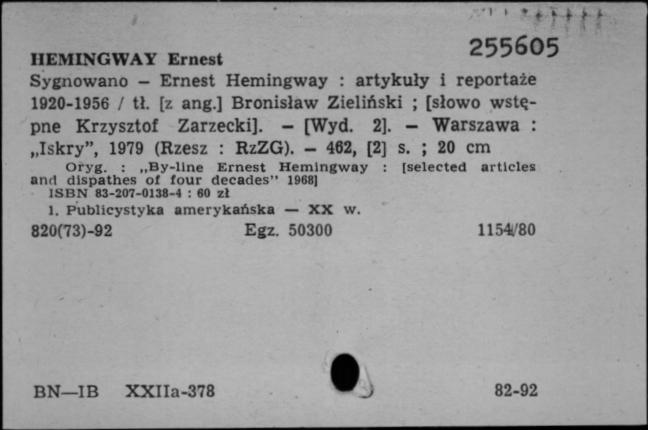 255605
HEMINGWAY Ernest
Sygnowano — Ernest Hemingway : artykuły i reportaże
1920-1956 / tł. [z ang.] Bronisław Zieliński ; [słowo wstę-
pne Krzysztof Zarzecki]. — [Wyd. 2]. — Warszawa :
„Iskry”, 1979 (Rzesz : RzZG). — 462, [2] s. ; 20 cm
Oryg. : „By-line Ernest Hemingway : [selected articles
and dispathes of four decades” 1968]
ISBN 83-207-0138-4 : 60 zł
1. Publicystyka amerykańska — XX w.
820(73)-92 Egz. 50300 1154/80
BN—IB XXIIa-378 82-92